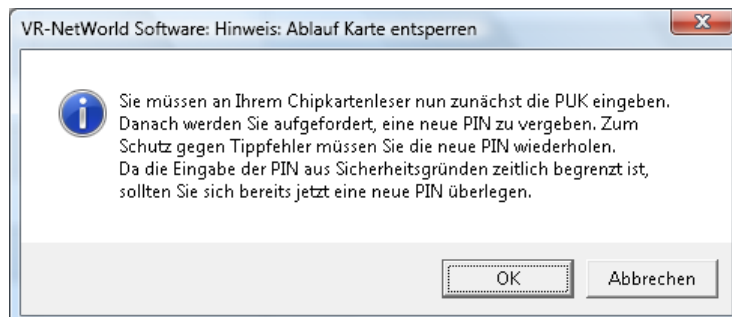 VR-NetWorld Software: Hinweis: Ablauf Karte entsperren
Sie müssen an Ihrem Chipkartenleser nun zunächst die PUK eingeben.
Danach werden Sie aufgefordert, eine neue PIN zu vergeben. Zum
Schutz gegen Tippfehler müssen Sie die neue PIN wiederholen.
Da die Eingabe der PIN aus Sicherheitsgründen zeitlich begrenzt ist,
sollten Sie sich bereits jetzt eine neue PIN überlegen.
OK
Abbrechen